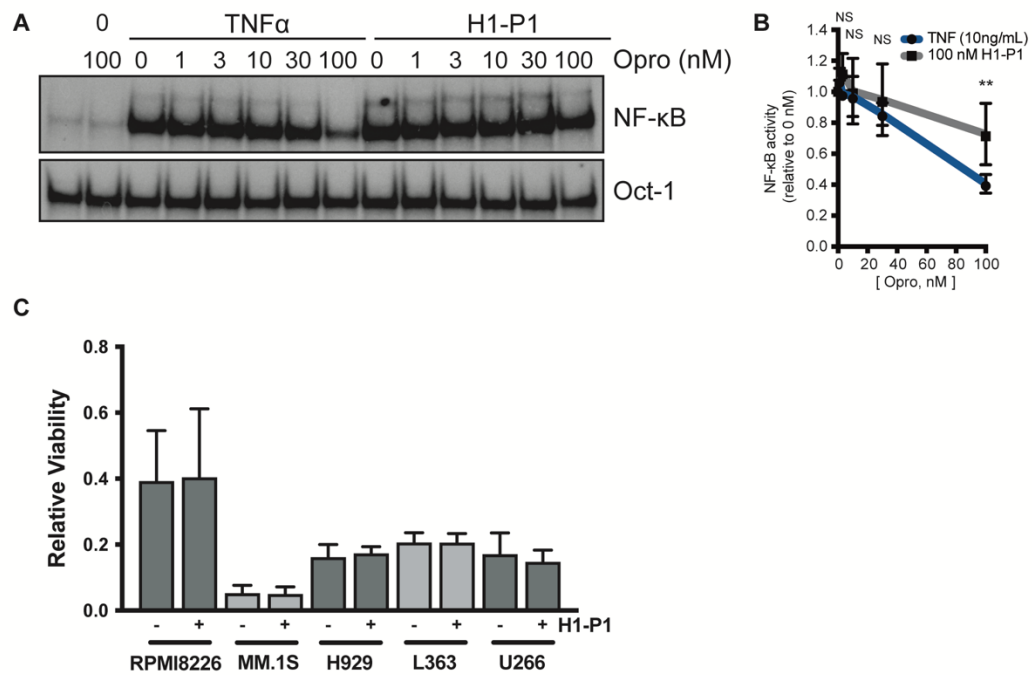 A
0 TNFα H1-P1
0 100 0 1 3 10 30 100 0 1 3 10 30 100 Opro (nM)
NF-κB
Oct-1
B
NS
NS
NS
**
TNF (10ng/mL)
100 nM H1-P1
1.4
1.2
1.0
0.8
0.6
0.4
0.2
0.0
NF-κB activity
(relative to 0 nM)
0 20 40 60 80 100
[ Opro, nM ]
C
0.8
0.6
0.4
0.2
0.0
Relative Viability
- + - + - + - + - + H1-P1
RPMI8226 MM.1S H929 L363 U266